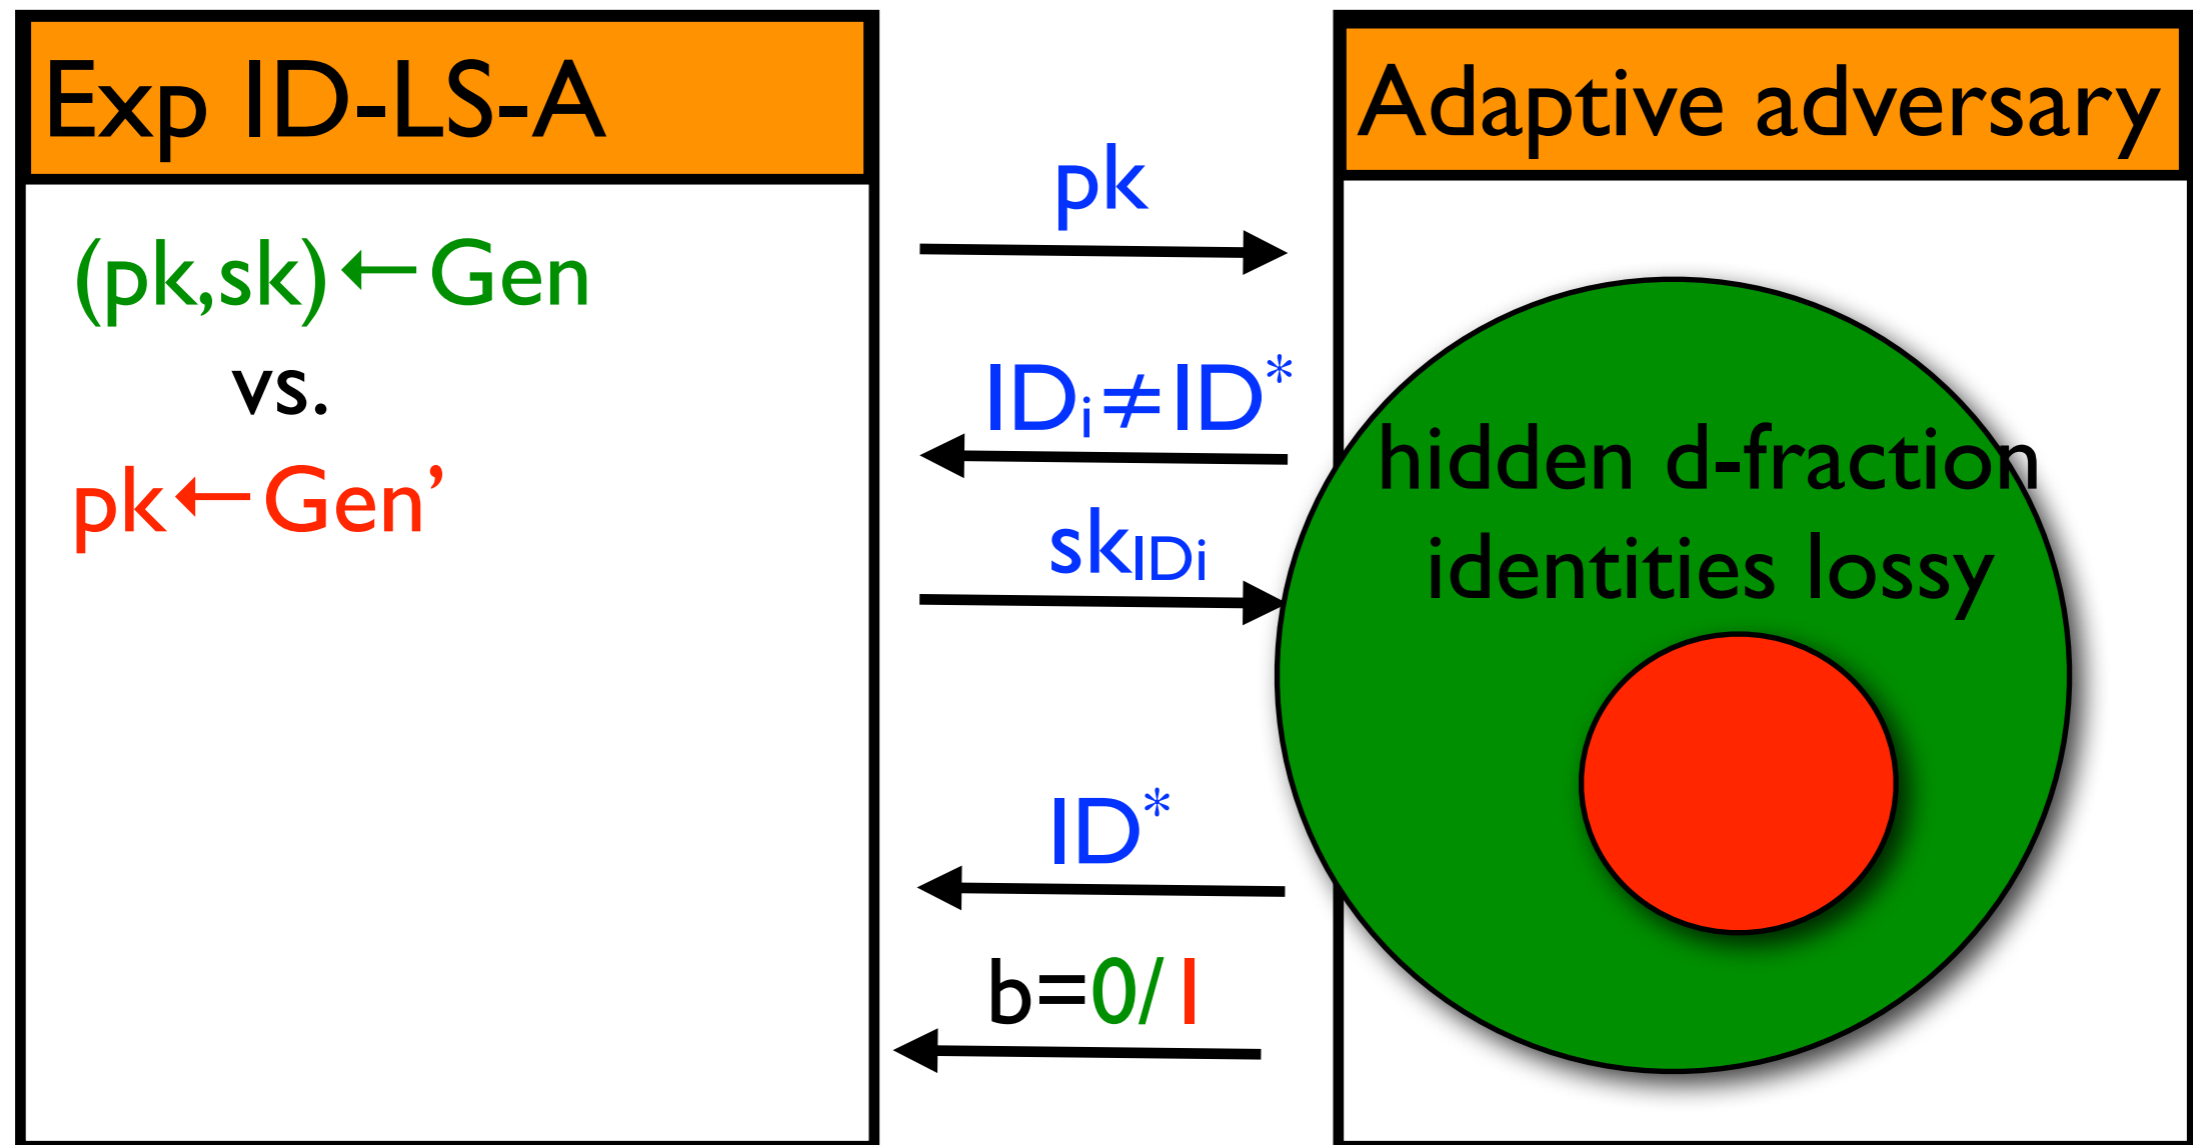 Exp ID-LS-A
(pk,sk)←Gen
vs.
pk←Gen’
pk
IDi≠ID*
skIDi
ID*
b=0/1
Adaptive adversary
hidden d-fraction
identities lossy